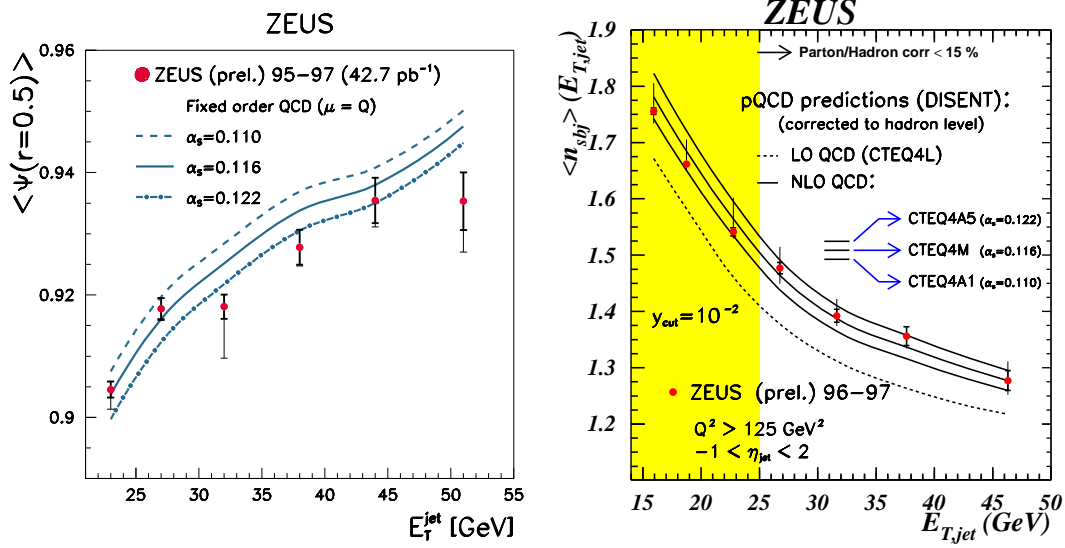 ZEUS
<Ψ(r=0.5)>
0.96
0.94
0.92
0.9
ZEUS (prel.) 95−97 (42.7 pb⁻¹)
Fixed order QCD (μ = Q)
αₛ=0.110
αₛ=0.116
αₛ=0.122
25 30 35 40 45 50 55
E_T^jet [GeV]
ZEUS
<n_sbj>(E_T,jet)
1.9
1.8
1.7
1.6
1.5
1.4
1.3
1.2
Parton/Hadron corr < 15 %
pQCD predictions (DISENT):
(corrected to hadron level)
LO QCD (CTEQ4L)
NLO QCD:
CTEQ4A5 (αₛ=0.122)
CTEQ4M (αₛ=0.116)
CTEQ4A1 (αₛ=0.110)
y_cut=10⁻²
ZEUS (prel.) 96−97
Q² > 125 GeV²
−1 < η_jet < 2
15 20 25 30 35 40 45 50
E_T,jet (GeV)